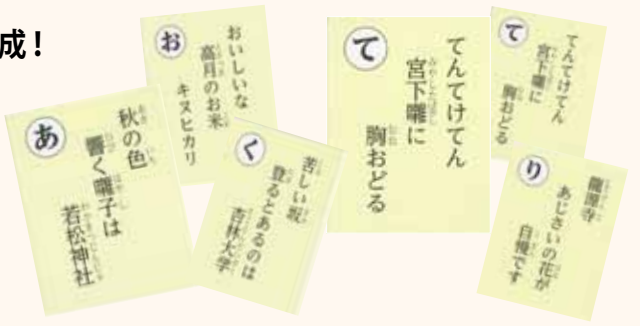 成！
お
おいしいな
高月のお米
キヌヒカリ
あ
秋の色
響く囃子は
若松神社
く
苦しい坂
登るとあるのは
杏林大学
て
てんてけてん
宮下囃に
胸おどる
て
てんてけてん
宮下囃に
胸おどる
り
龍源寺
あじさいの花が
自慢です